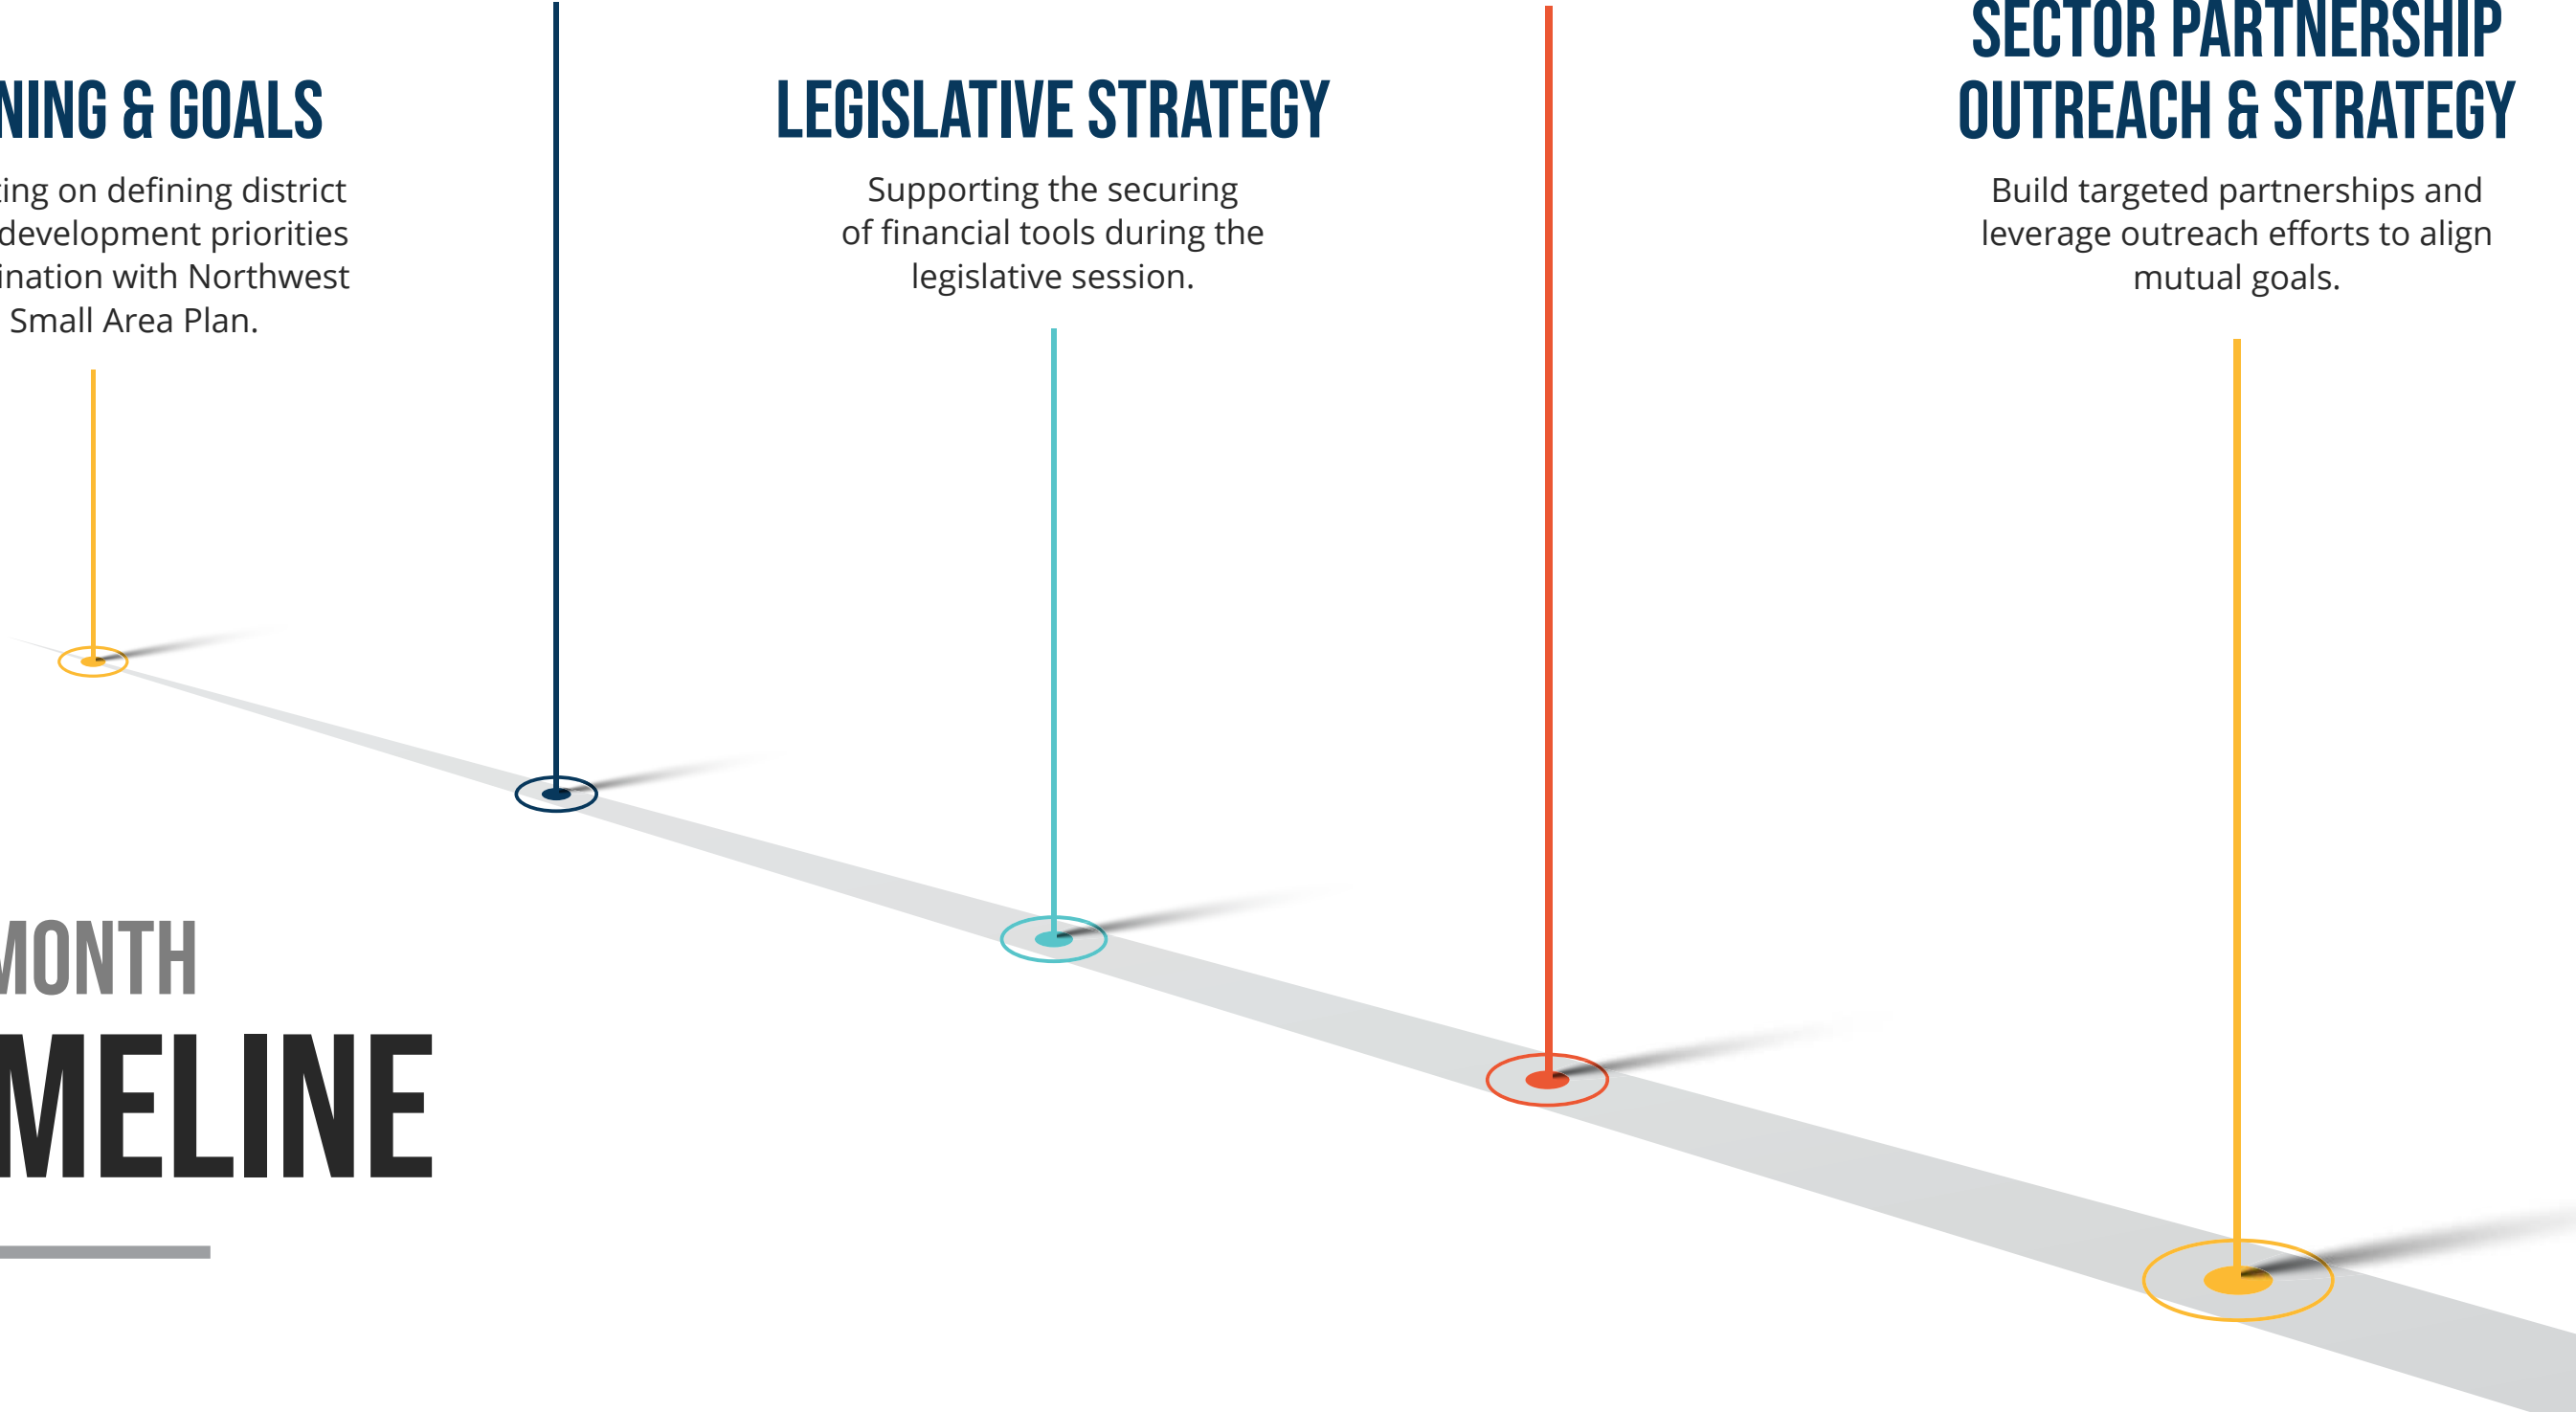 NING & GOALS
ting on defining district
development priorities
ination with Northwest
Small Area Plan.
LEGISLATIVE STRATEGY
Supporting the securing
of financial tools during the
legislative session.
SECTOR PARTNERSHIP
OUTREACH & STRATEGY
Build targeted partnerships and
leverage outreach efforts to align
mutual goals.
MONTH
MELINE